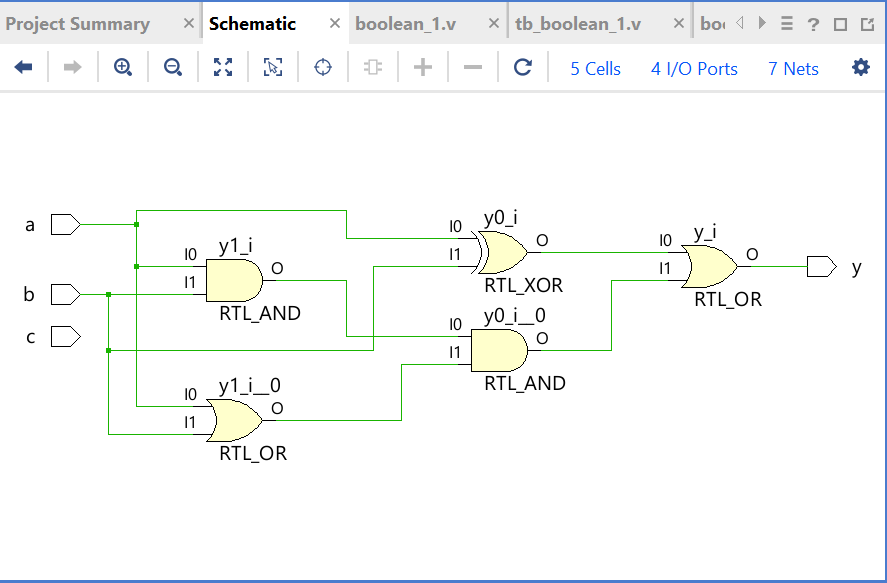 Project Summary × Schematic × boolean_1.v × tb_boolean_1.v × boo
5 Cells 4 I/O Ports 7 Nets
a
b
c
I0
I1
y1_i
O
RTL_AND
I0
I1
y1_i__0
O
RTL_OR
I0
I1
y0_i
O
RTL_XOR
I0
I1
y0_i__0
O
RTL_AND
I0
I1
y_i
O
RTL_OR
y